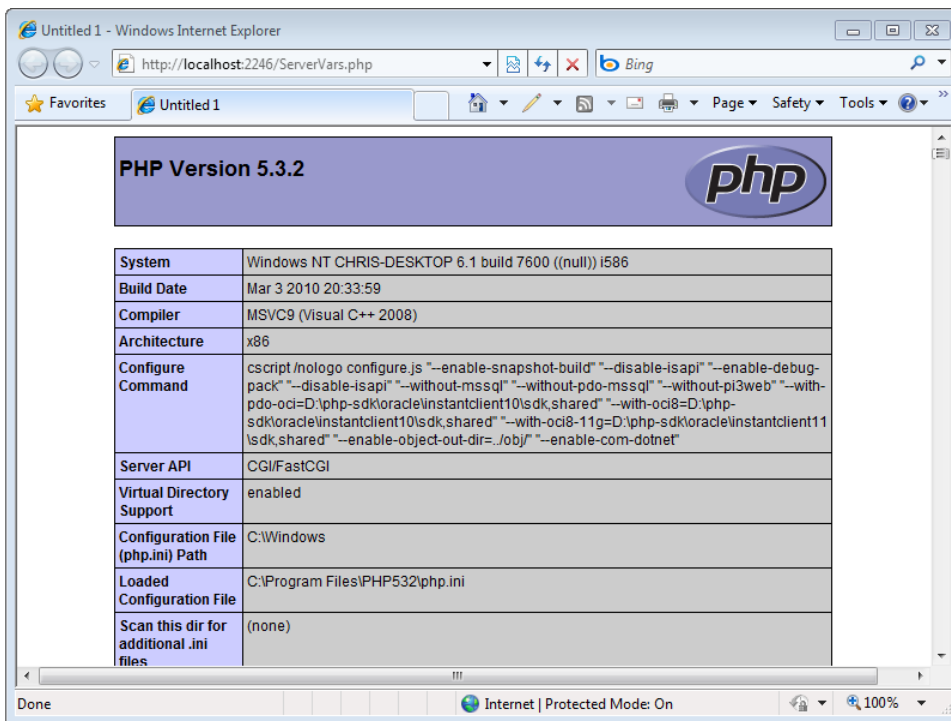 Untitled 1 - Windows Internet Explorer
http://localhost:2246/ServerVars.php
Bing
Favorites
Untitled 1
Page
Safety
Tools
PHP Version 5.3.2
php
System
Windows NT CHRIS-DESKTOP 6.1 build 7600 ((null)) i586
Build Date
Mar 3 2010 20:33:59
Compiler
MSVC9 (Visual C++ 2008)
Architecture
x86
Configure
Command
cscript /nologo configure.js "--enable-snapshot-build" "--disable-isapi" "--enable-debug-
pack" "--disable-isapi" "--without-mssql" "--without-pdo-mssql" "--without-pi3web" "--with-
pdo-oci=D:\php-sdk\oracle\instantclient10\sdk,shared" "--with-oci8=D:\php-
sdk\oracle\instantclient10\sdk,shared" "--with-oci8-11g=D:\php-sdk\oracle\instantclient11
\sdk,shared" "--enable-object-out-dir=../obj/" "--enable-com-dotnet"
Server API
CGI/FastCGI
Virtual Directory
Support
enabled
Configuration File
(php.ini) Path
C:\Windows
Loaded
Configuration File
C:\Program Files\PHP532\php.ini
Scan this dir for
additional .ini
files
(none)
Done
Internet | Protected Mode: On
100%